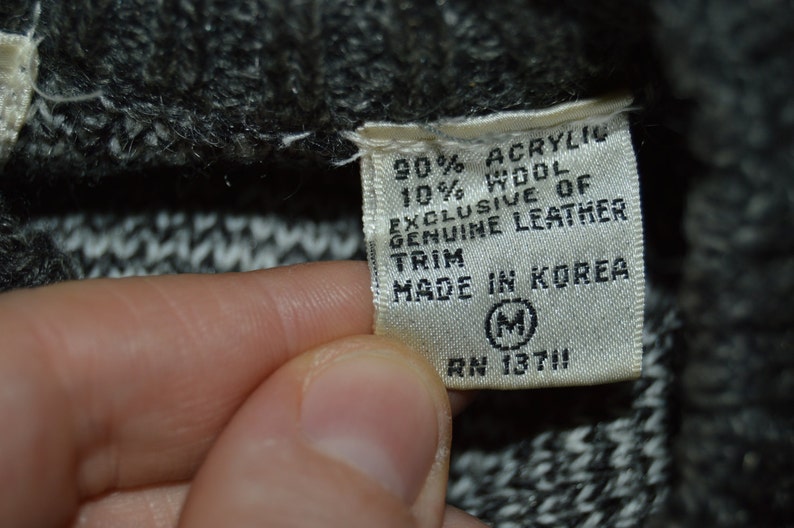 90% ACRYLIC
10% WOOL
EXCLUSIVE OF
GENUINE LEATHER
TRIM
MADE IN KOREA
M
RN 13711